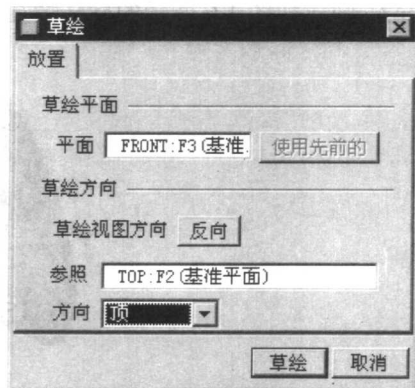 草绘
放置
草绘平面
平面 FRONT:F3(基准. 使用先前的
草绘方向
草绘视图方向 反向
参照 TOP:F2(基准平面)
方向 顶
草绘 取消